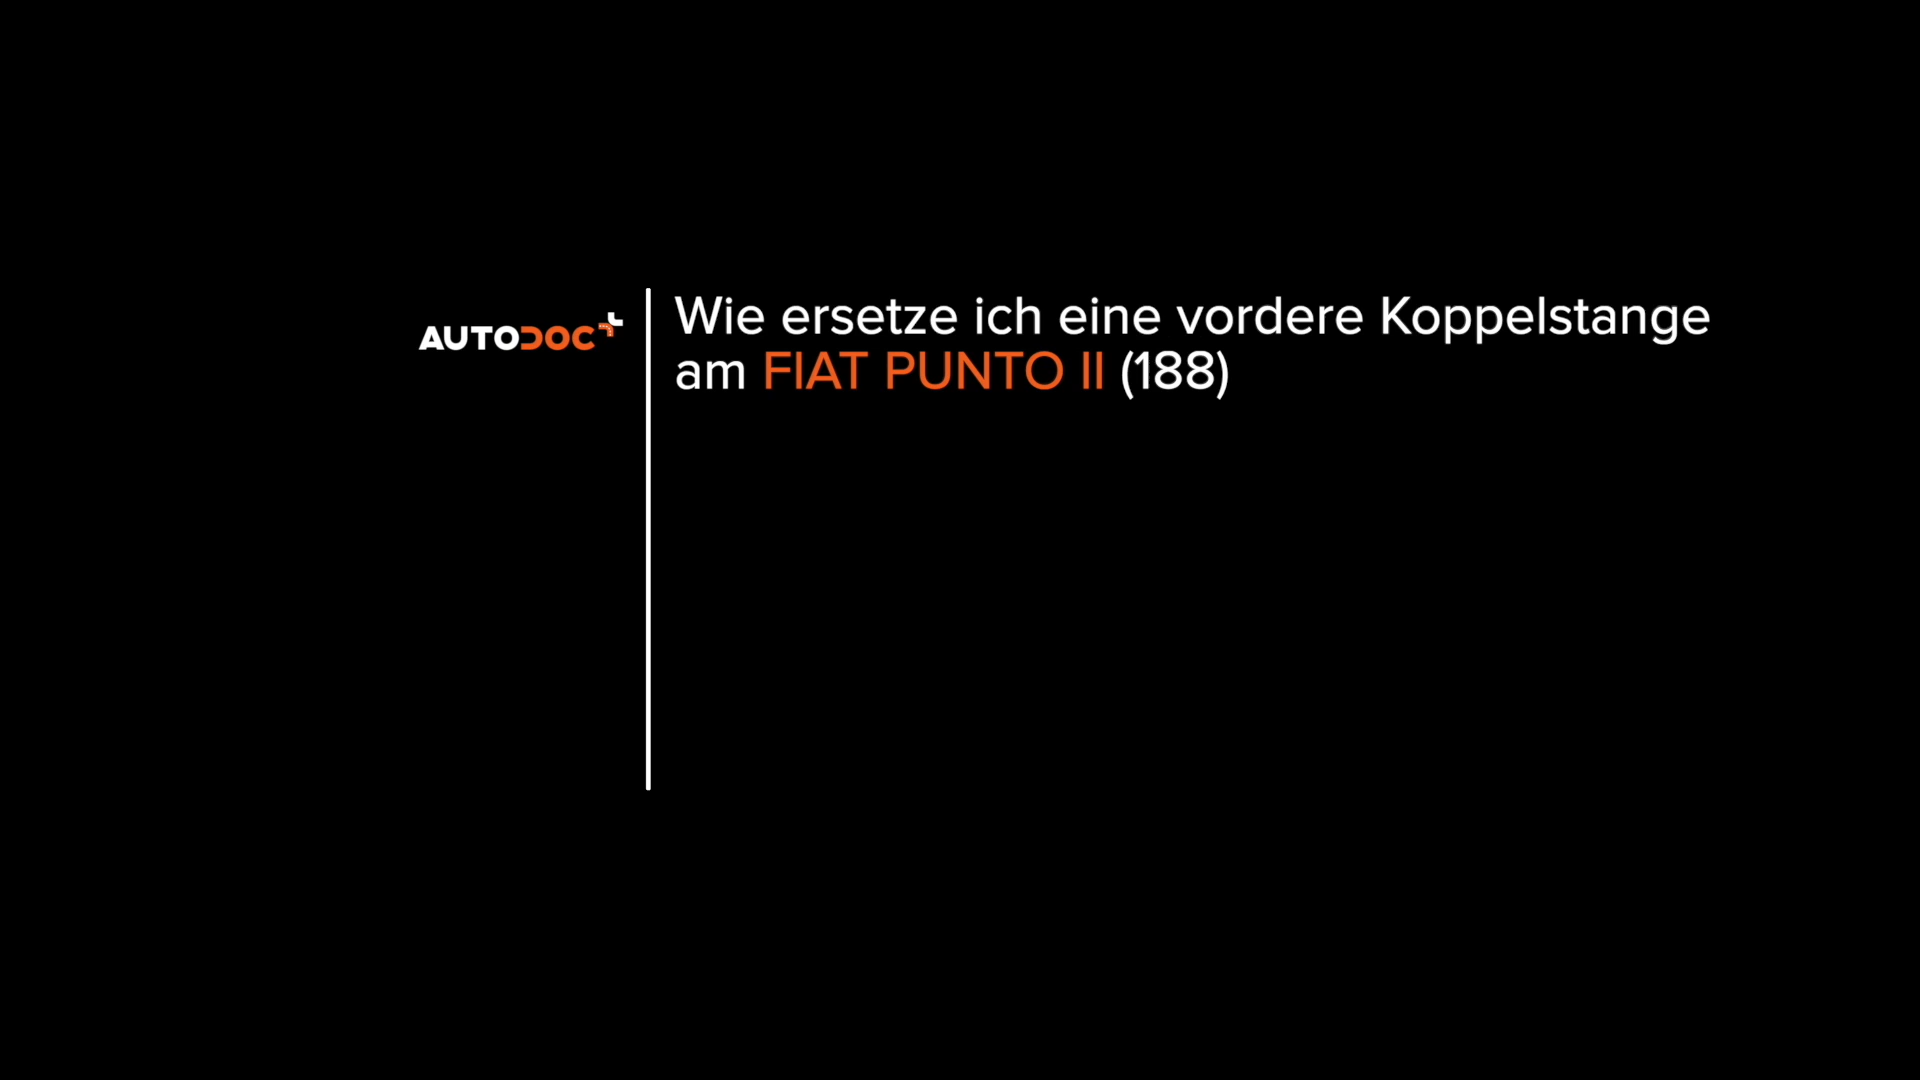 AUTODOC
Wie ersetze ich eine vordere Koppelstange
am FIAT PUNTO II (188)